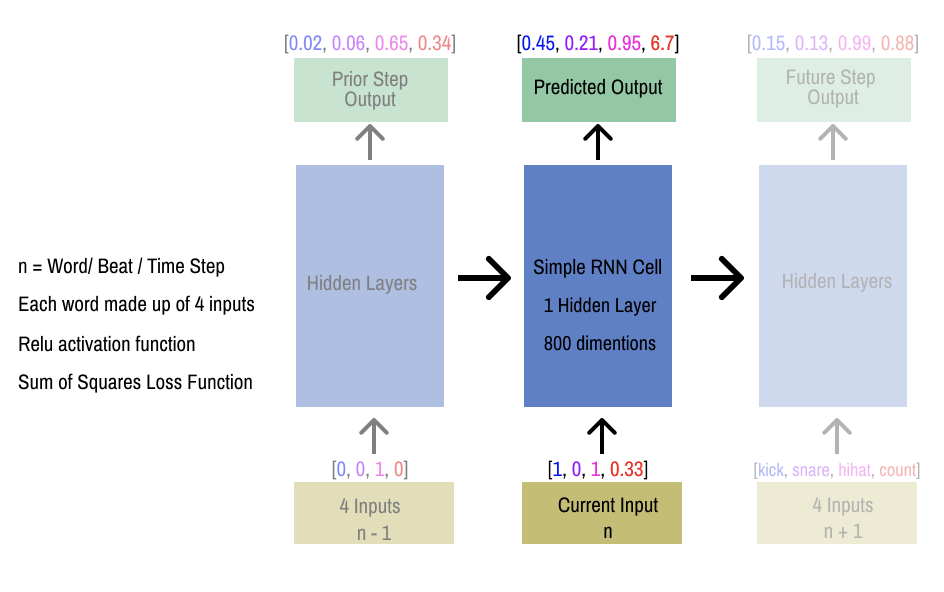 [0.02, 0.06, 0.65, 0.34]
[0.45, 0.21, 0.95, 6.7]
[0.15, 0.13, 0.99, 0.88]
Prior Step
Output
Predicted Output
Future Step
Output
n = Word/ Beat / Time Step
Each word made up of 4 inputs
Relu activation function
Sum of Squares Loss Function
Hidden Layers
Simple RNN Cell
1 Hidden Layer
800 dimentions
Hidden Layers
[0, 0, 1, 0]
[1, 0, 1, 0.33]
[kick, snare, hihat, count]
4 Inputs
n - 1
Current Input
n
4 Inputs
n + 1